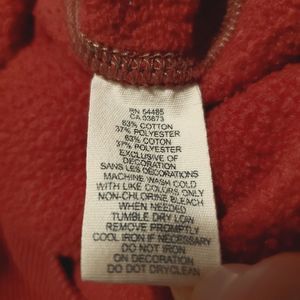 RN 54485
CA 03673
63% COTTON
37% POLYESTER
63% COTON
37% POLYESTER
EXCLUSIVE OF
DECORATION
SANS LES DECORATIONS
MACHINE WASH COLD
WITH LIKE COLORS ONLY
NON-CHLORINE BLEACH
WHEN NEEDED
TUMBLE DRY LOW
REMOVE PROMPTLY
COOL IRON IF NECESSARY
DO NOT IRON
ON DECORATION
DO NOT DRYCLEAN